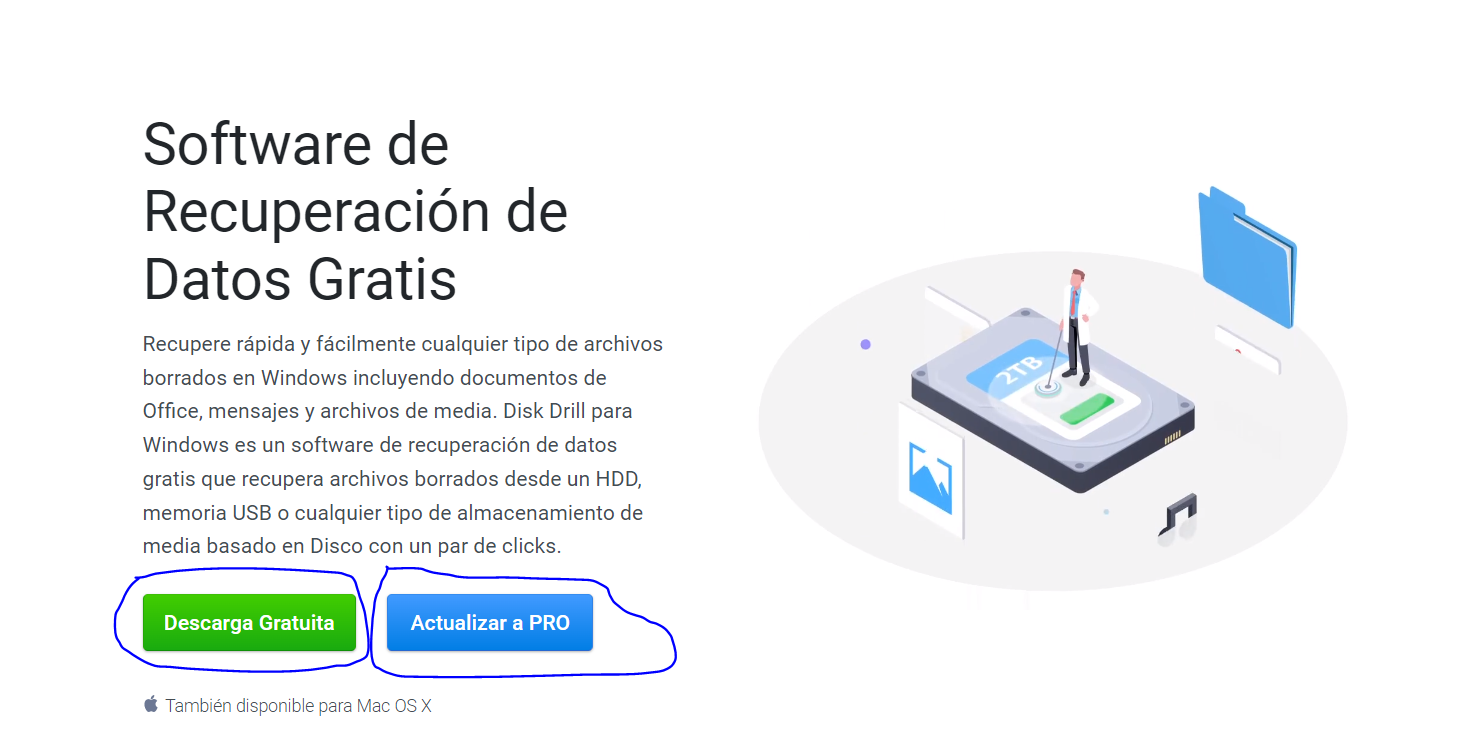 Software de
Recuperación de
Datos Gratis
Recupere rápida y fácilmente cualquier tipo de archivos
borrados en Windows incluyendo documentos de
Office, mensajes y archivos de media. Disk Drill para
Windows es un software de recuperación de datos
gratis que recupera archivos borrados desde un HDD,
memoria USB o cualquier tipo de almacenamiento de
media basado en Disco con un par de clicks.
Descarga Gratuita
Actualizar a PRO
También disponible para Mac OS X
2TB